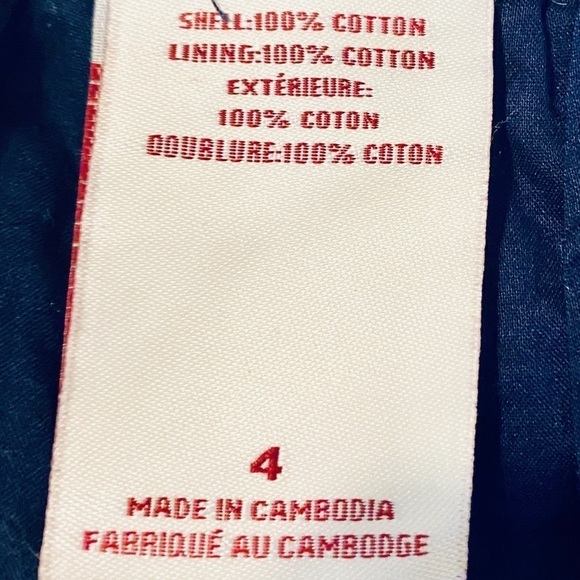 SHELL:100% COTTON
LINING:100% COTTON
EXTÉRIEURE:
100% COTON
DOUBLURE:100% COTON
4
MADE IN CAMBODIA
FABRIQUÉ AU CAMBODGE